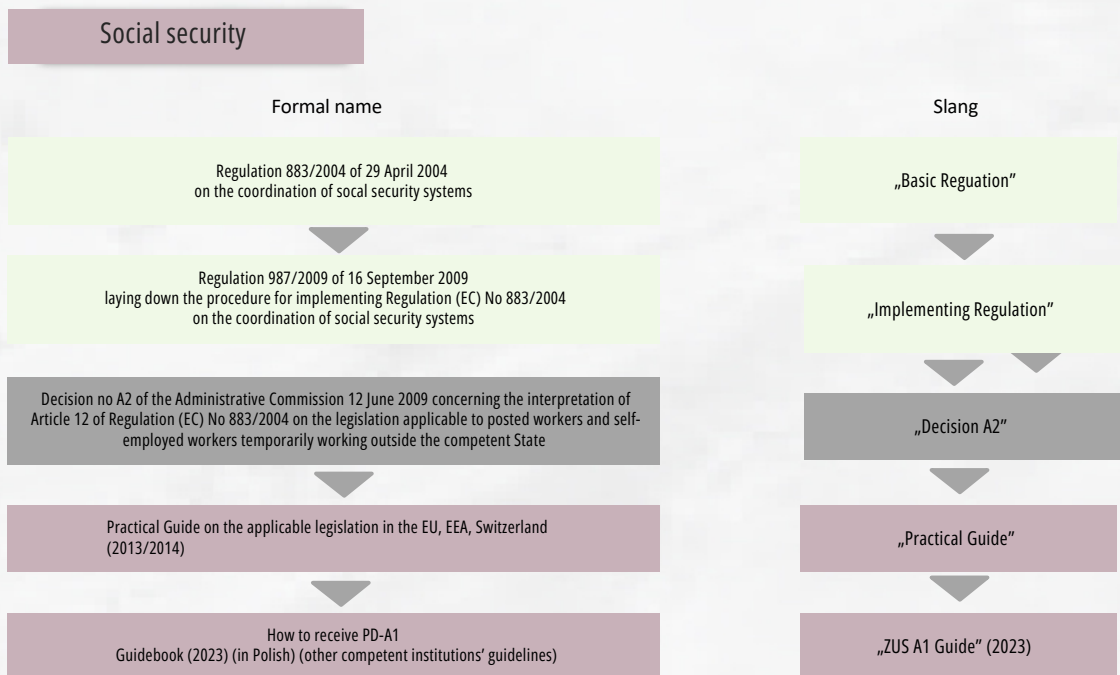 Social security
Formal name
Slang
Regulation 883/2004 of 29 April 2004
on the coordination of socal security systems
„Basic Reguation”
Regulation 987/2009 of 16 September 2009
laying down the procedure for implementing Regulation (EC) No 883/2004
on the coordination of social security systems
„Implementing Regulation”
Decision no A2 of the Administrative Commission 12 June 2009 concerning the interpretation of
Article 12 of Regulation (EC) No 883/2004 on the legislation applicable to posted workers and self-
employed workers temporarily working outside the competent State
„Decision A2”
Practical Guide on the applicable legislation in the EU, EEA, Switzerland
(2013/2014)
„Practical Guide”
How to receive PD-A1
Guidebook (2023) (in Polish) (other competent institutions’ guidelines)
„ZUS A1 Guide” (2023)